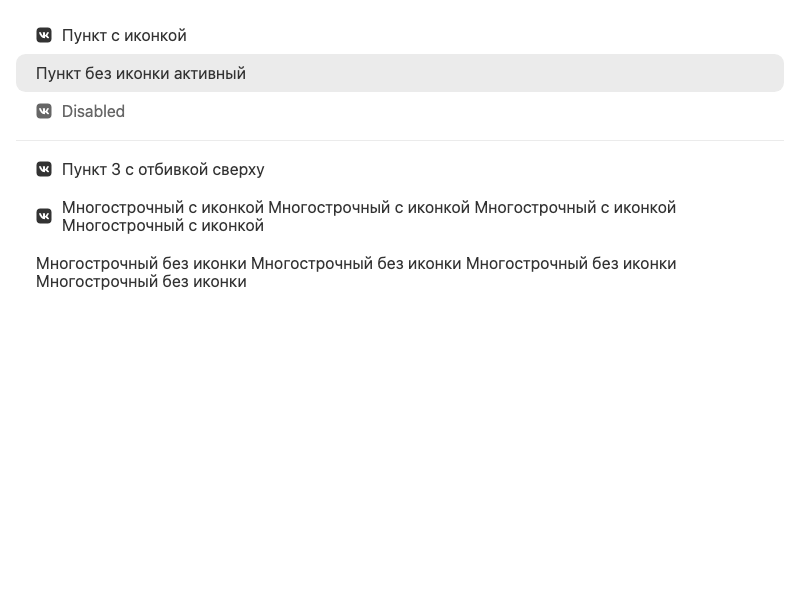 Пункт с иконкой
Пункт без иконки активный
Disabled
Пункт 3 с отбивкой сверху
Многострочный с иконкой Многострочный с иконкой Многострочный с иконкой
Многострочный с иконкой
Многострочный без иконки Многострочный без иконки Многострочный без иконки
Многострочный без иконки